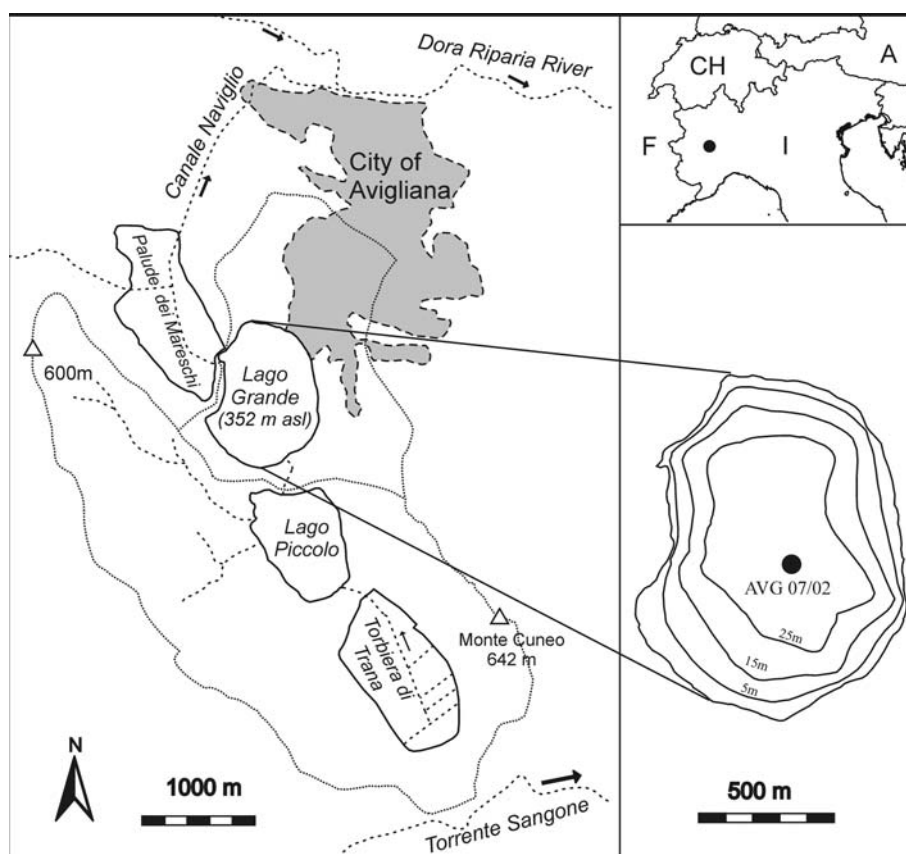 Dora Riparia River
Canale Naviglio
City of
Avigliana
Palude dei Mareschi
600m
Lago
Grande
(352 m asl)
Lago
Piccolo
Torbiera di
Trana
Monte Cuneo
642 m
N
1000 m
Torrente Sangone
CH
A
F
I
AVG 07/02
25m
15m
5m
500 m